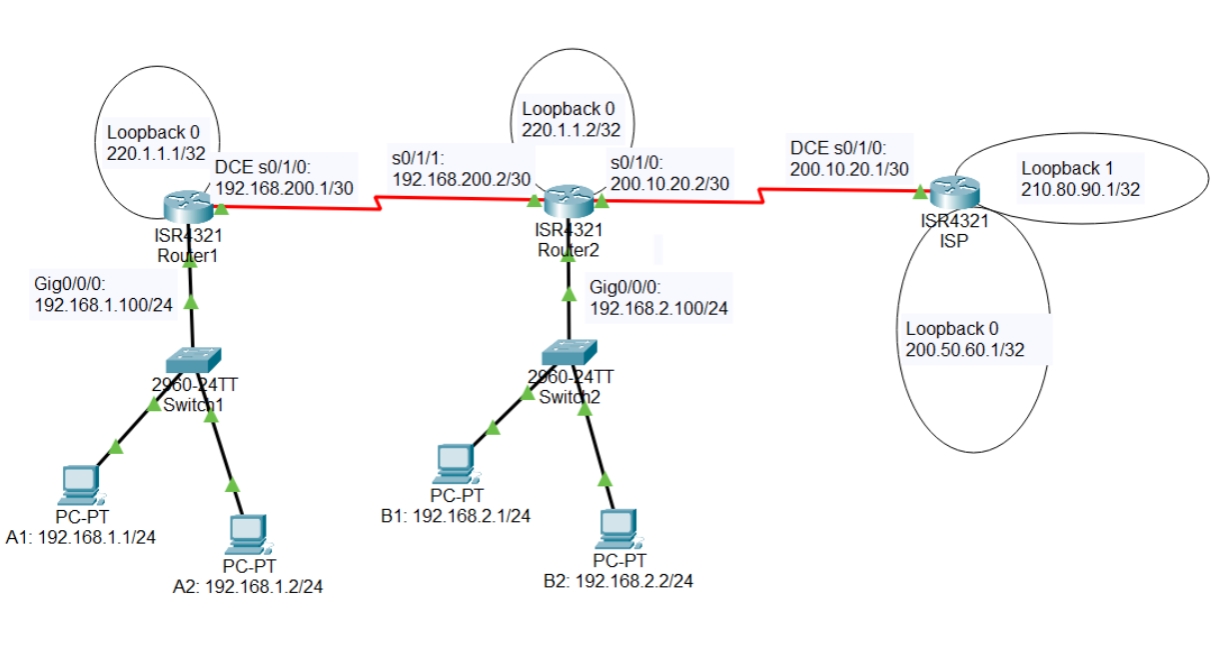 Loopback 0
220.1.1.1/32
DCE s0/1/0:
192.168.200.1/30
ISR4321
Router1
Gig0/0/0:
192.168.1.100/24
2960-24TT
Switch1
PC-PT
A1: 192.168.1.1/24
PC-PT
A2: 192.168.1.2/24
Loopback 0
220.1.1.2/32
s0/1/1:
192.168.200.2/30
s0/1/0:
200.10.20.2/30
ISR4321
Router2
Gig0/0/0:
192.168.2.100/24
2960-24TT
Switch2
PC-PT
B1: 192.168.2.1/24
PC-PT
B2: 192.168.2.2/24
DCE s0/1/0:
200.10.20.1/30
Loopback 1
210.80.90.1/32
ISR4321
ISP
Loopback 0
200.50.60.1/32